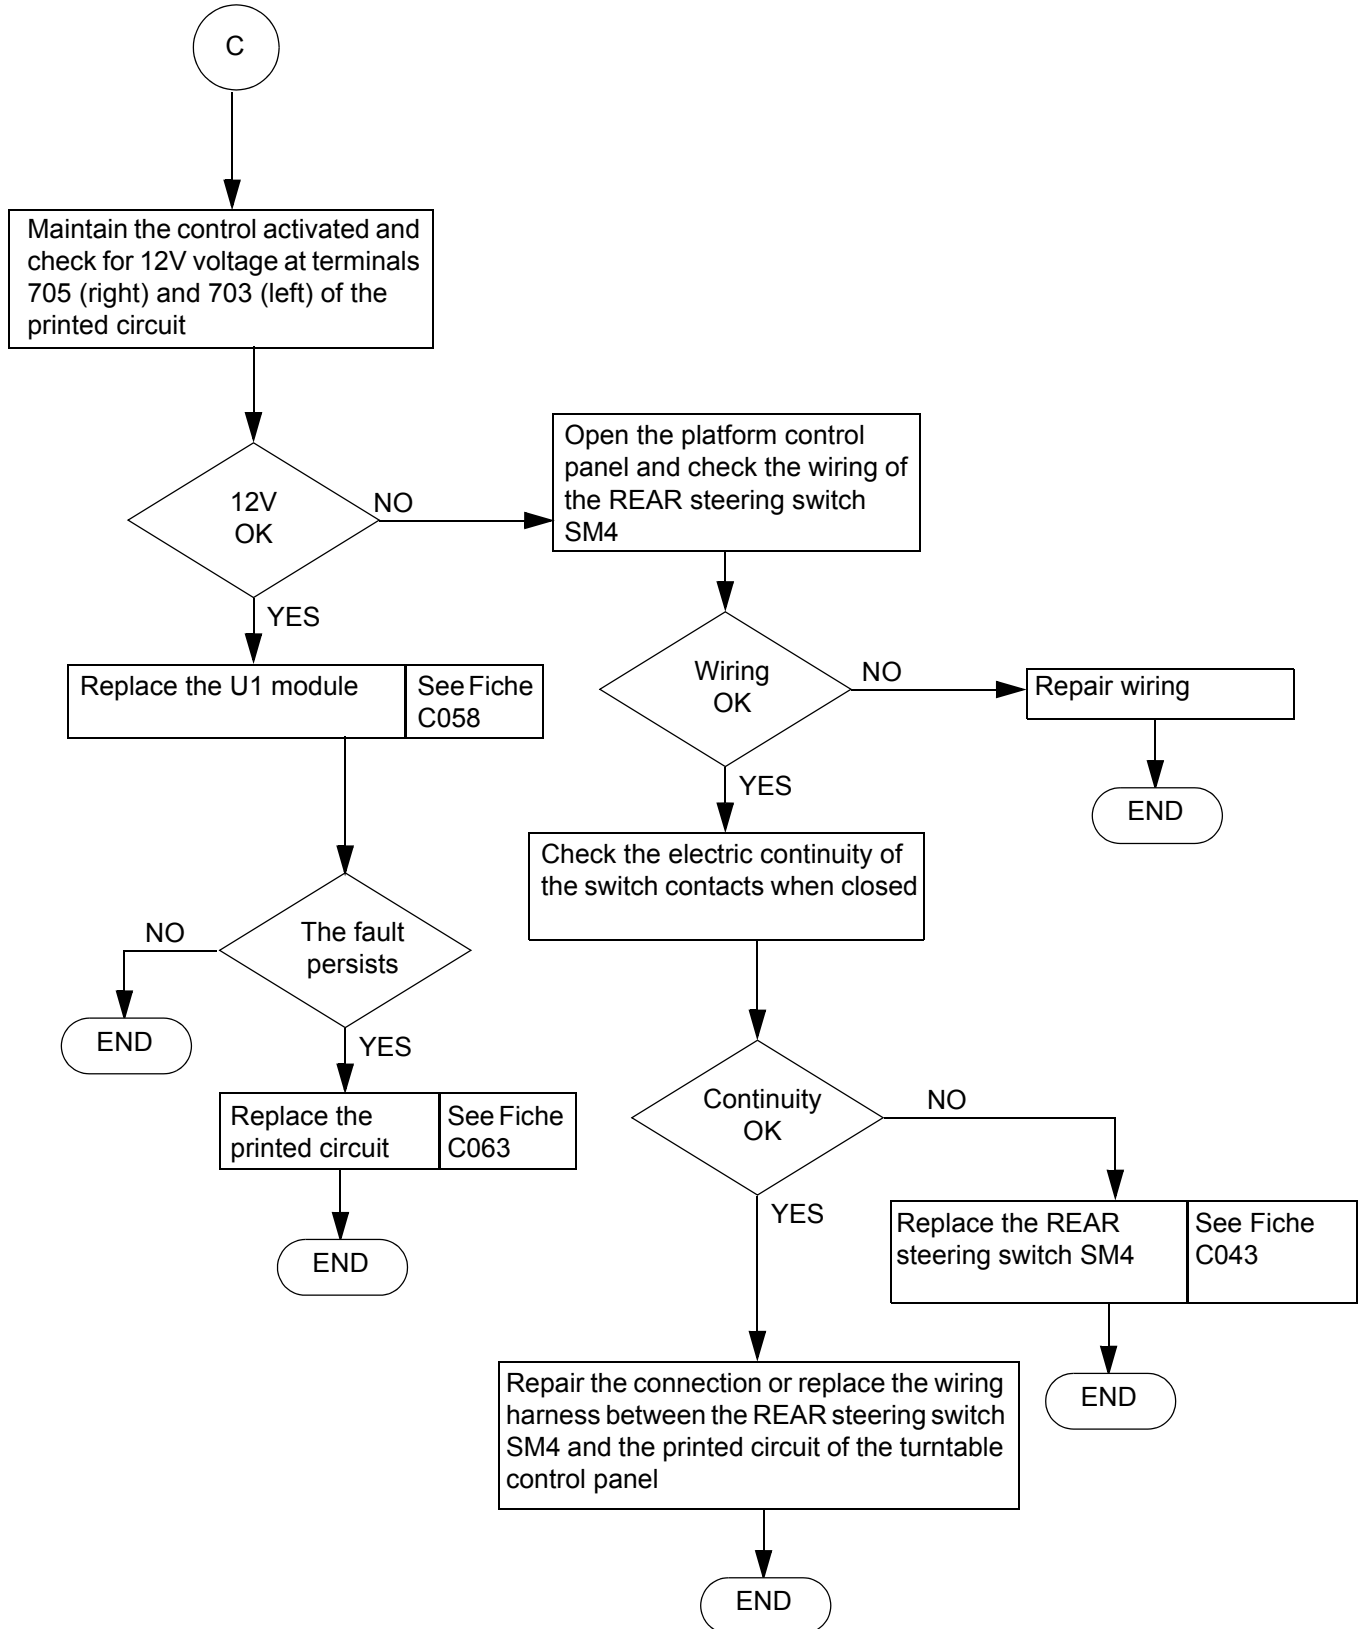 C
Maintain the control activated and
check for 12V voltage at terminals
705 (right) and 703 (left) of the
printed circuit
12V
OK
NO
YES
Open the platform control
panel and check the wiring of
the REAR steering switch
SM4
Replace the U1 module
See Fiche
C058
Wiring
OK
NO
YES
Repair wiring
END
Check the electric continuity of
the switch contacts when closed
The fault
persists
NO
END
YES
Replace the
printed circuit
See Fiche
C063
END
Continuity
OK
NO
YES
Replace the REAR
steering switch SM4
See Fiche
C043
END
Repair the connection or replace the wiring
harness between the REAR steering switch
SM4 and the printed circuit of the turntable
control panel
END